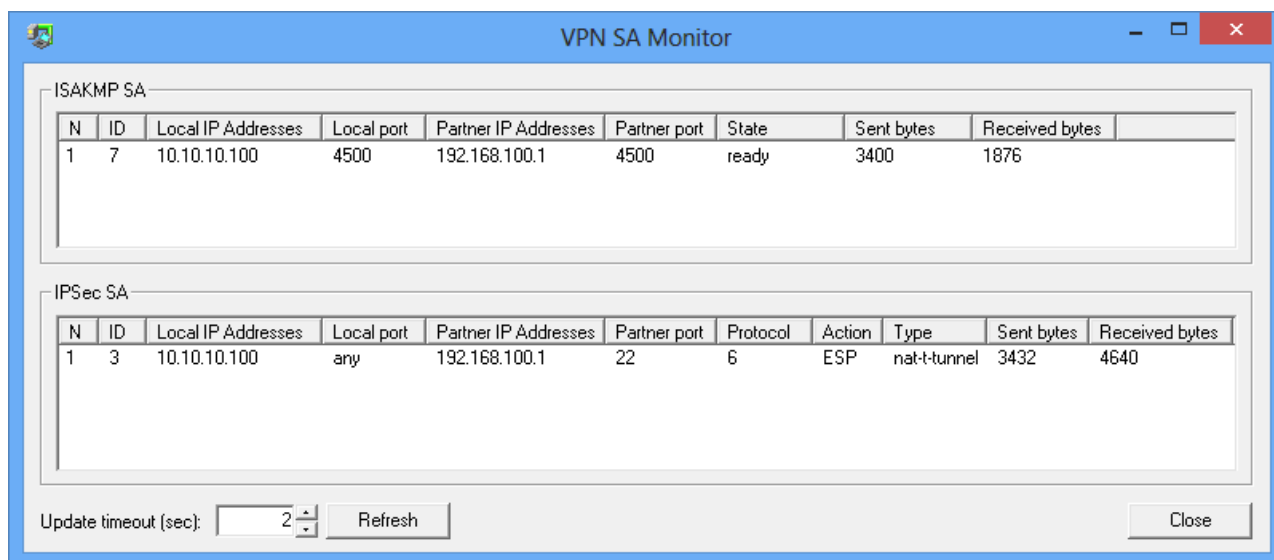 VPN SA Monitor
ISAKMP SA
N ID Local IP Addresses Local port Partner IP Addresses Partner port State Sent bytes Received bytes
1 7 10.10.10.100 4500 192.168.100.1 4500 ready 3400 1876
IPSec SA
N ID Local IP Addresses Local port Partner IP Addresses Partner port Protocol Action Type Sent bytes Received bytes
1 3 10.10.10.100 any 192.168.100.1 22 6 ESP nat-t-tunnel 3432 4640
Update timeout (sec): 2 Refresh Close